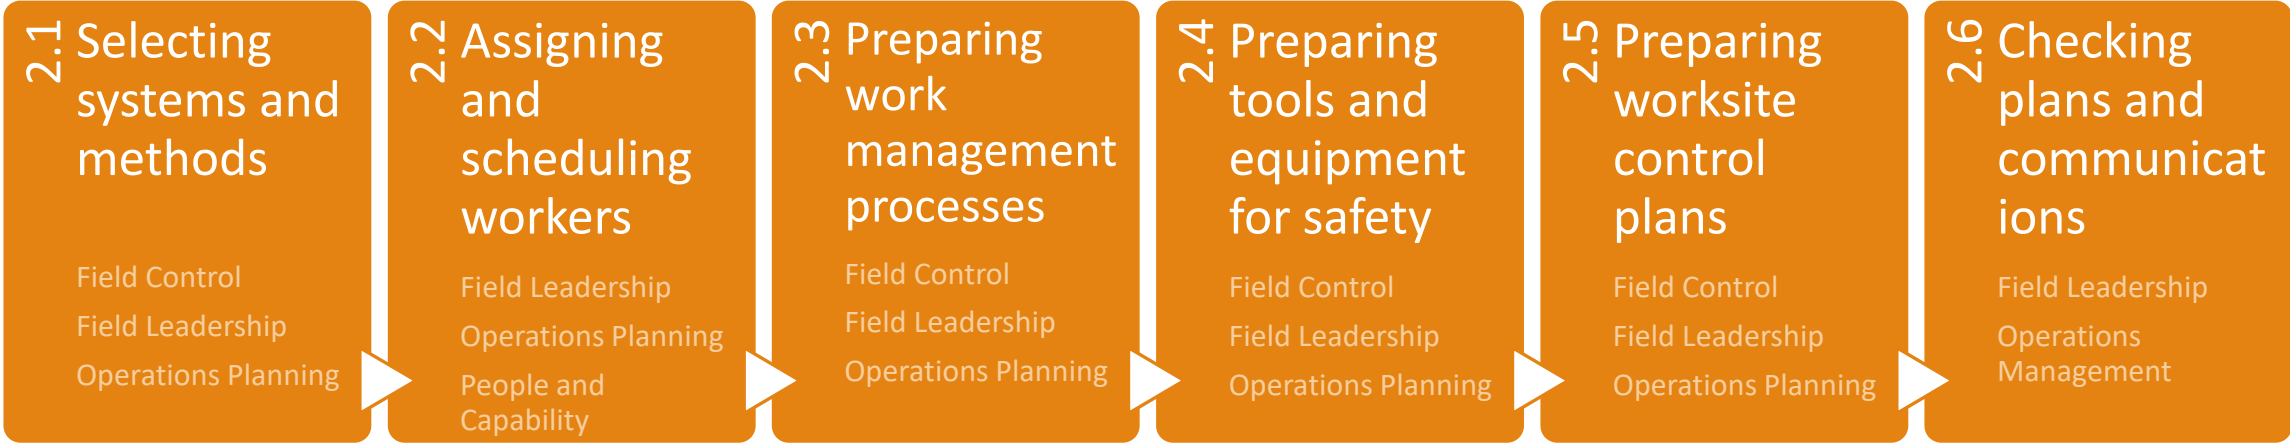 2.1
Selecting
systems and
methods
Field Control
Field Leadership
Operations Planning
2.2
Assigning
and
scheduling
workers
Field Leadership
Operations Planning
People and
Capability
2.3
Preparing
work
management
processes
Field Control
Field Leadership
Operations Planning
2.4
Preparing
tools and
equipment
for safety
Field Control
Field Leadership
Operations Planning
2.5
Preparing
worksite
control
plans
Field Control
Field Leadership
Operations Planning
2.6
Checking
plans and
communicat
ions
Field Leadership
Operations
Management